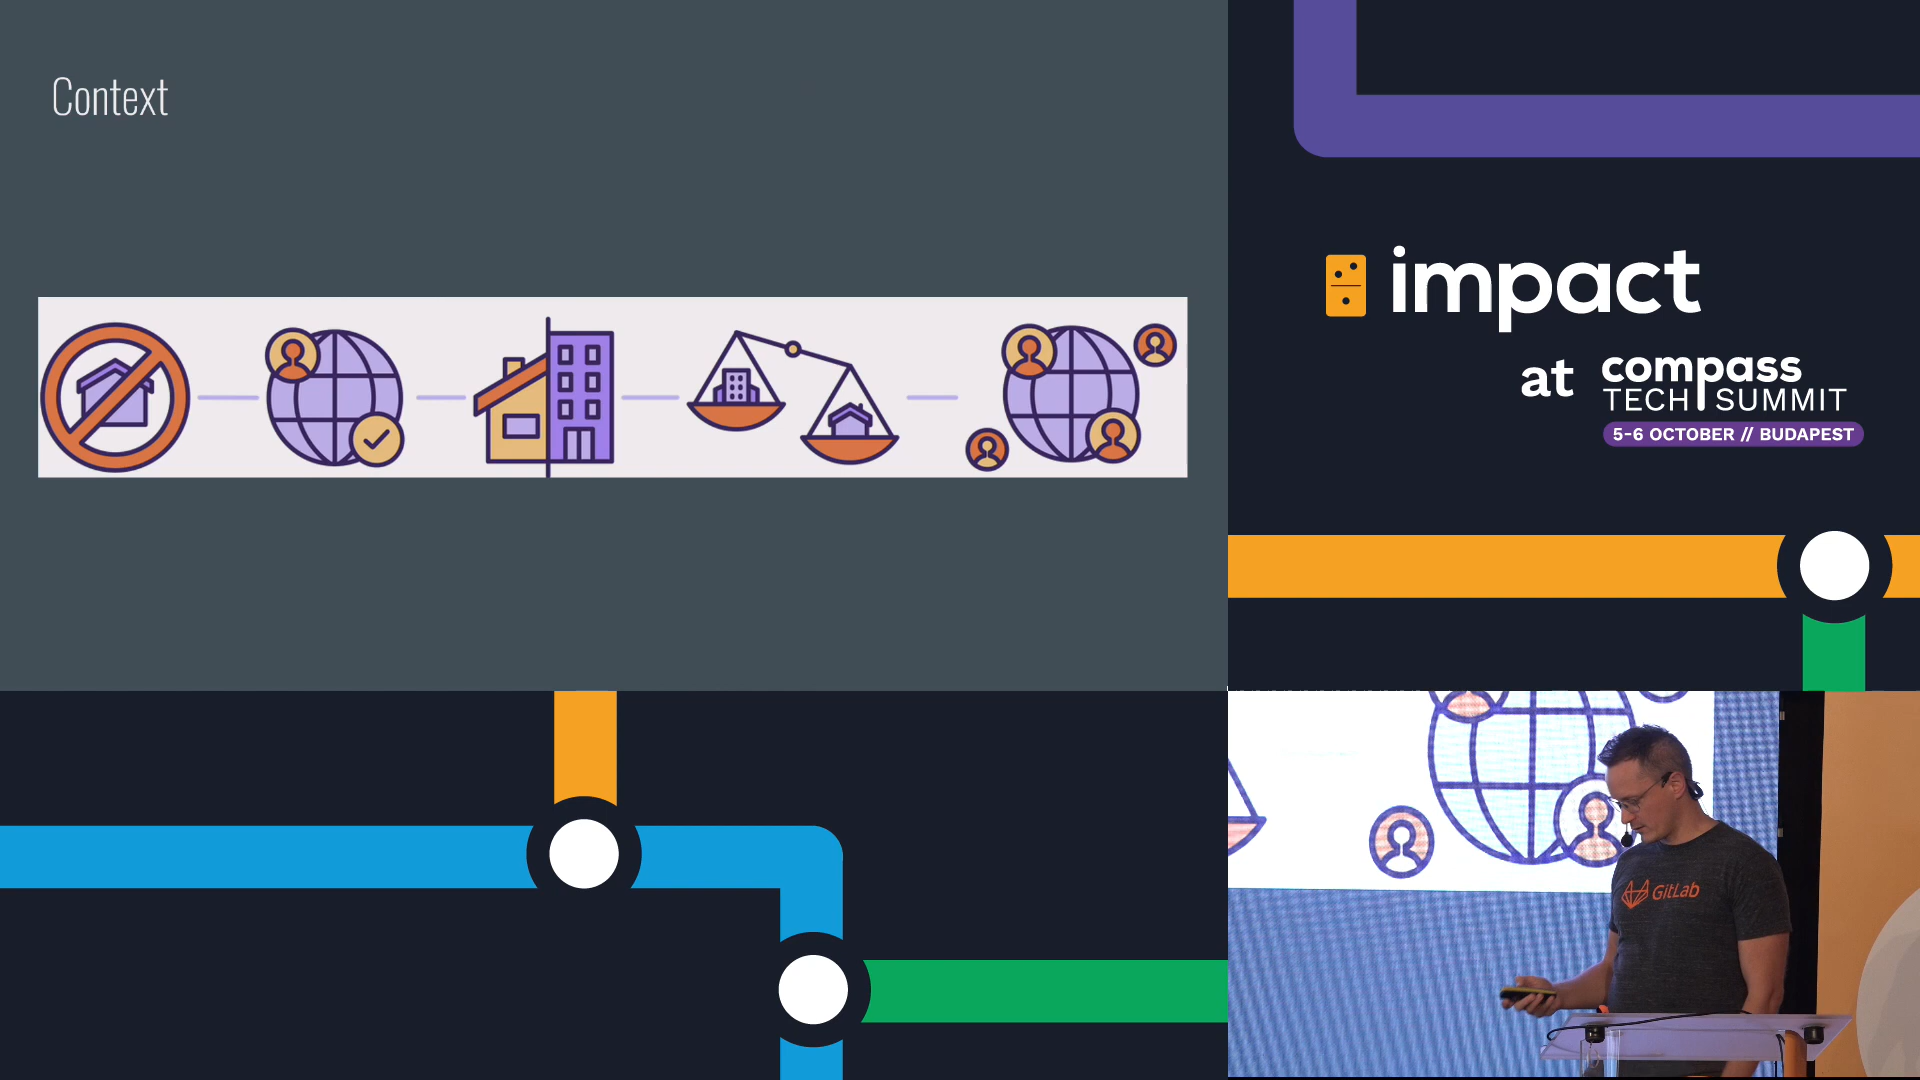 Context
impact
at compass
TECH SUMMIT
5-6 OCTOBER // BUDAPEST
GitLab